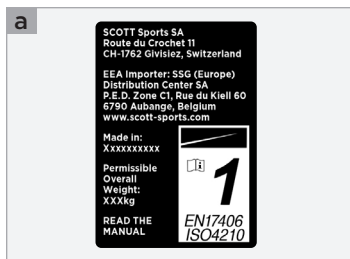 a
SCOTT Sports SA
Route du Crochet 11
CH-1762 Givisiez, Switzerland
EEA Importer: SSG (Europe)
Distribution Center SA
P.E.D. Zone C1, Rue du Kiell 60
6790 Aubange, Belgium
www.scott-sports.com
Made in:
Xxxxxxxxxx
Permissible
Overall
Weight:
XXXkg
READ THE
MANUAL
i
1
EN17406
ISO4210